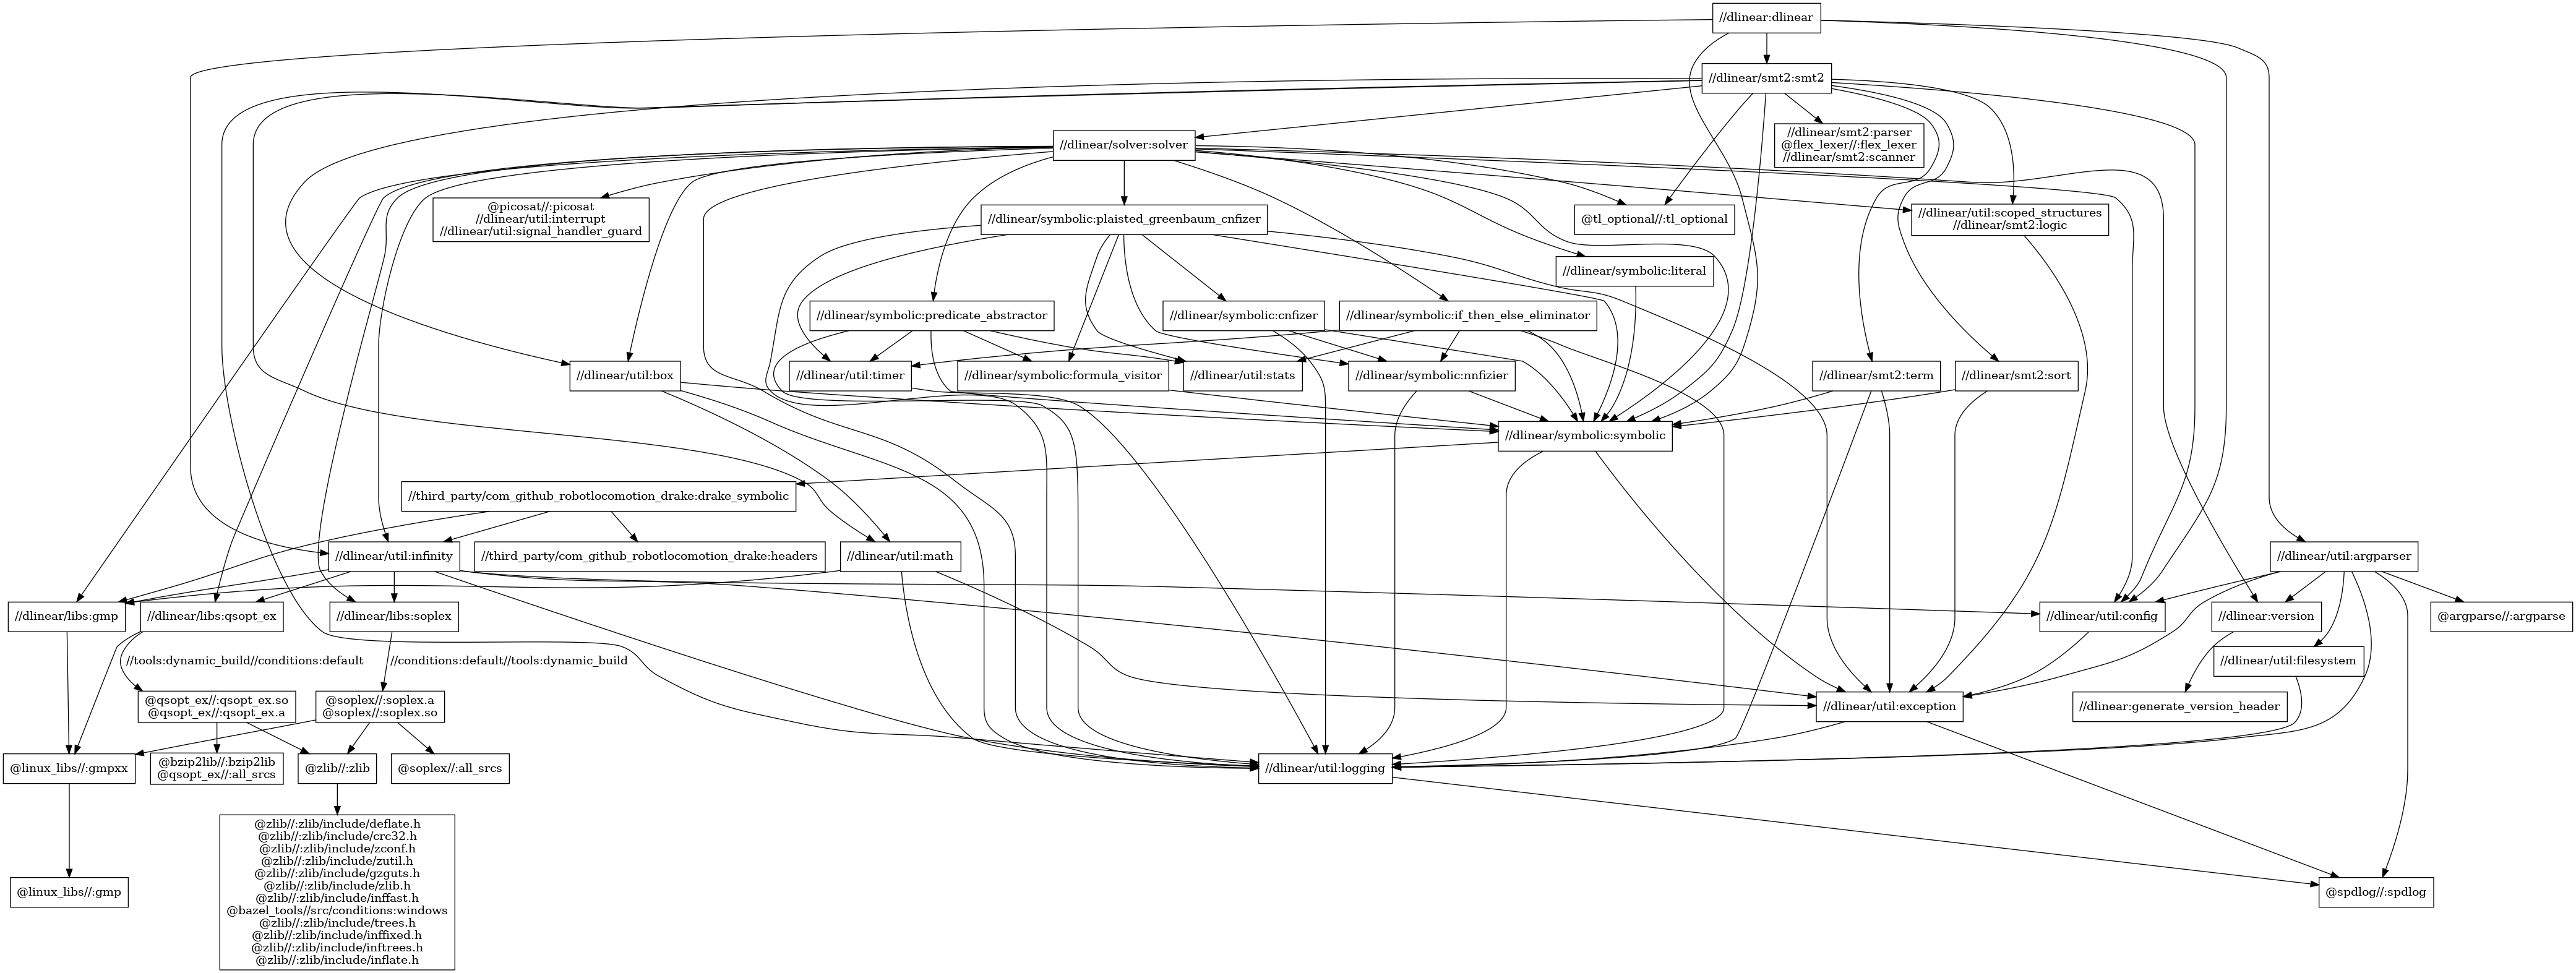 //dlinear:dlinear
//dlinear/smt2:smt2
//dlinear/solver:solver
//dlinear/smt2:parser
@flex_lexer//:flex_lexer
//dlinear/smt2:scanner
@picosat//:picosat
//dlinear/util:interrupt
//dlinear/util:signal_handler_guard
//dlinear/symbolic:plaisted_greenbaum_cnfizer
@tl_optional//:tl_optional
//dlinear/util:scoped_structures
//dlinear/smt2:logic
//dlinear/symbolic:literal
//dlinear/symbolic:predicate_abstractor
//dlinear/symbolic:cnfizer
//dlinear/symbolic:if_then_else_eliminator
//dlinear/util:box
//dlinear/util:timer
//dlinear/symbolic:formula_visitor
//dlinear/util:stats
//dlinear/symbolic:nnfizier
//dlinear/smt2:term
//dlinear/smt2:sort
//dlinear/symbolic:symbolic
//third_party/com_github_robotlocomotion_drake:drake_symbolic
//dlinear/util:infinity
//third_party/com_github_robotlocomotion_drake:headers
//dlinear/util:math
//dlinear/util:argparser
//dlinear/libs:gmp
//dlinear/libs:qsopt_ex
//dlinear/libs:soplex
//dlinear/util:config
//dlinear:version
@argparse//:argparse
//tools:dynamic_build//conditions:default
//conditions:default//tools:dynamic_build
//dlinear/util:filesystem
@qsopt_ex//:qsopt_ex.so
@qsopt_ex//:qsopt_ex.a
@soplex//:soplex.a
@soplex//:soplex.so
//dlinear/util:exception
//dlinear:generate_version_header
@linux_libs//:gmpxx
@bzip2lib//:bzip2lib
@qsopt_ex//:all_srcs
@zlib//:zlib
@soplex//:all_srcs
//dlinear/util:logging
@zlib//:zlib/include/deflate.h
@zlib//:zlib/include/crc32.h
@zlib//:zlib/include/zconf.h
@zlib//:zlib/include/zutil.h
@zlib//:zlib/include/gzguts.h
@zlib//:zlib/include/zlib.h
@zlib//:zlib/include/inffast.h
@bazel_tools//src/conditions:windows
@zlib//:zlib/include/trees.h
@zlib//:zlib/include/inffixed.h
@zlib//:zlib/include/inftrees.h
@zlib//:zlib/include/inflate.h
@linux_libs//:gmp
@spdlog//:spdlog